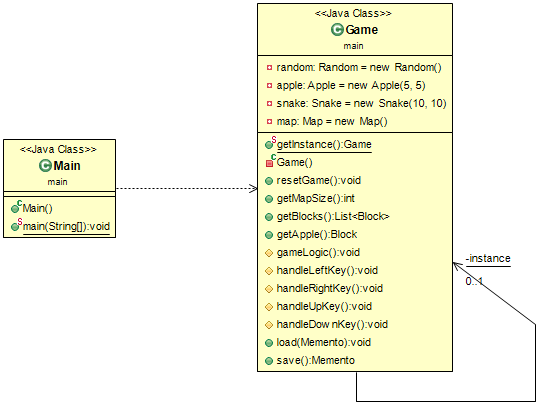 <<Java Class>>
Game
main
random: Random = new Random()
apple: Apple = new Apple(5, 5)
snake: Snake = new Snake(10, 10)
map: Map = new Map()
getInstance():Game
Game()
resetGame():void
getMapSize():int
getBlocks():List<Block>
getApple():Block
gameLogic():void
handleLeftKey():void
handleRightKey():void
handleUpKey():void
handleDownKey():void
load(Memento):void
save():Memento
<<Java Class>>
Main
main
Main()
main(String[]):void
-instance
0..1